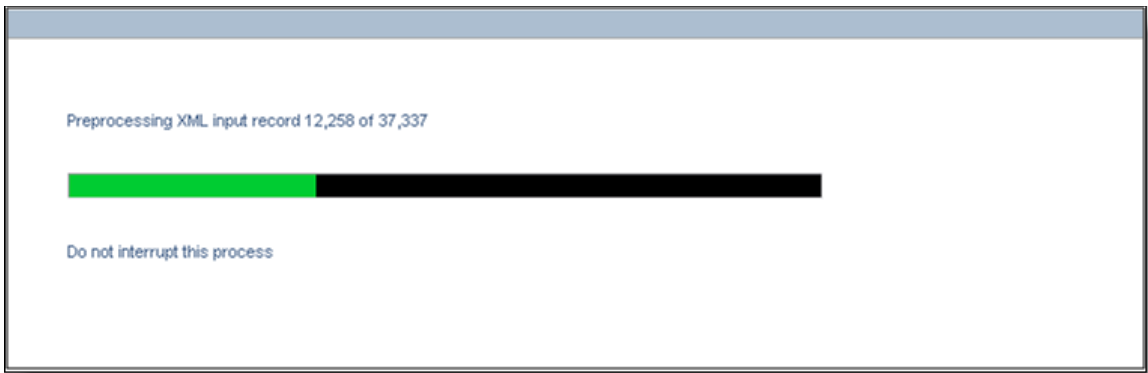 Preprocessing XML input record 12,258 of 37,337
Do not interrupt this process